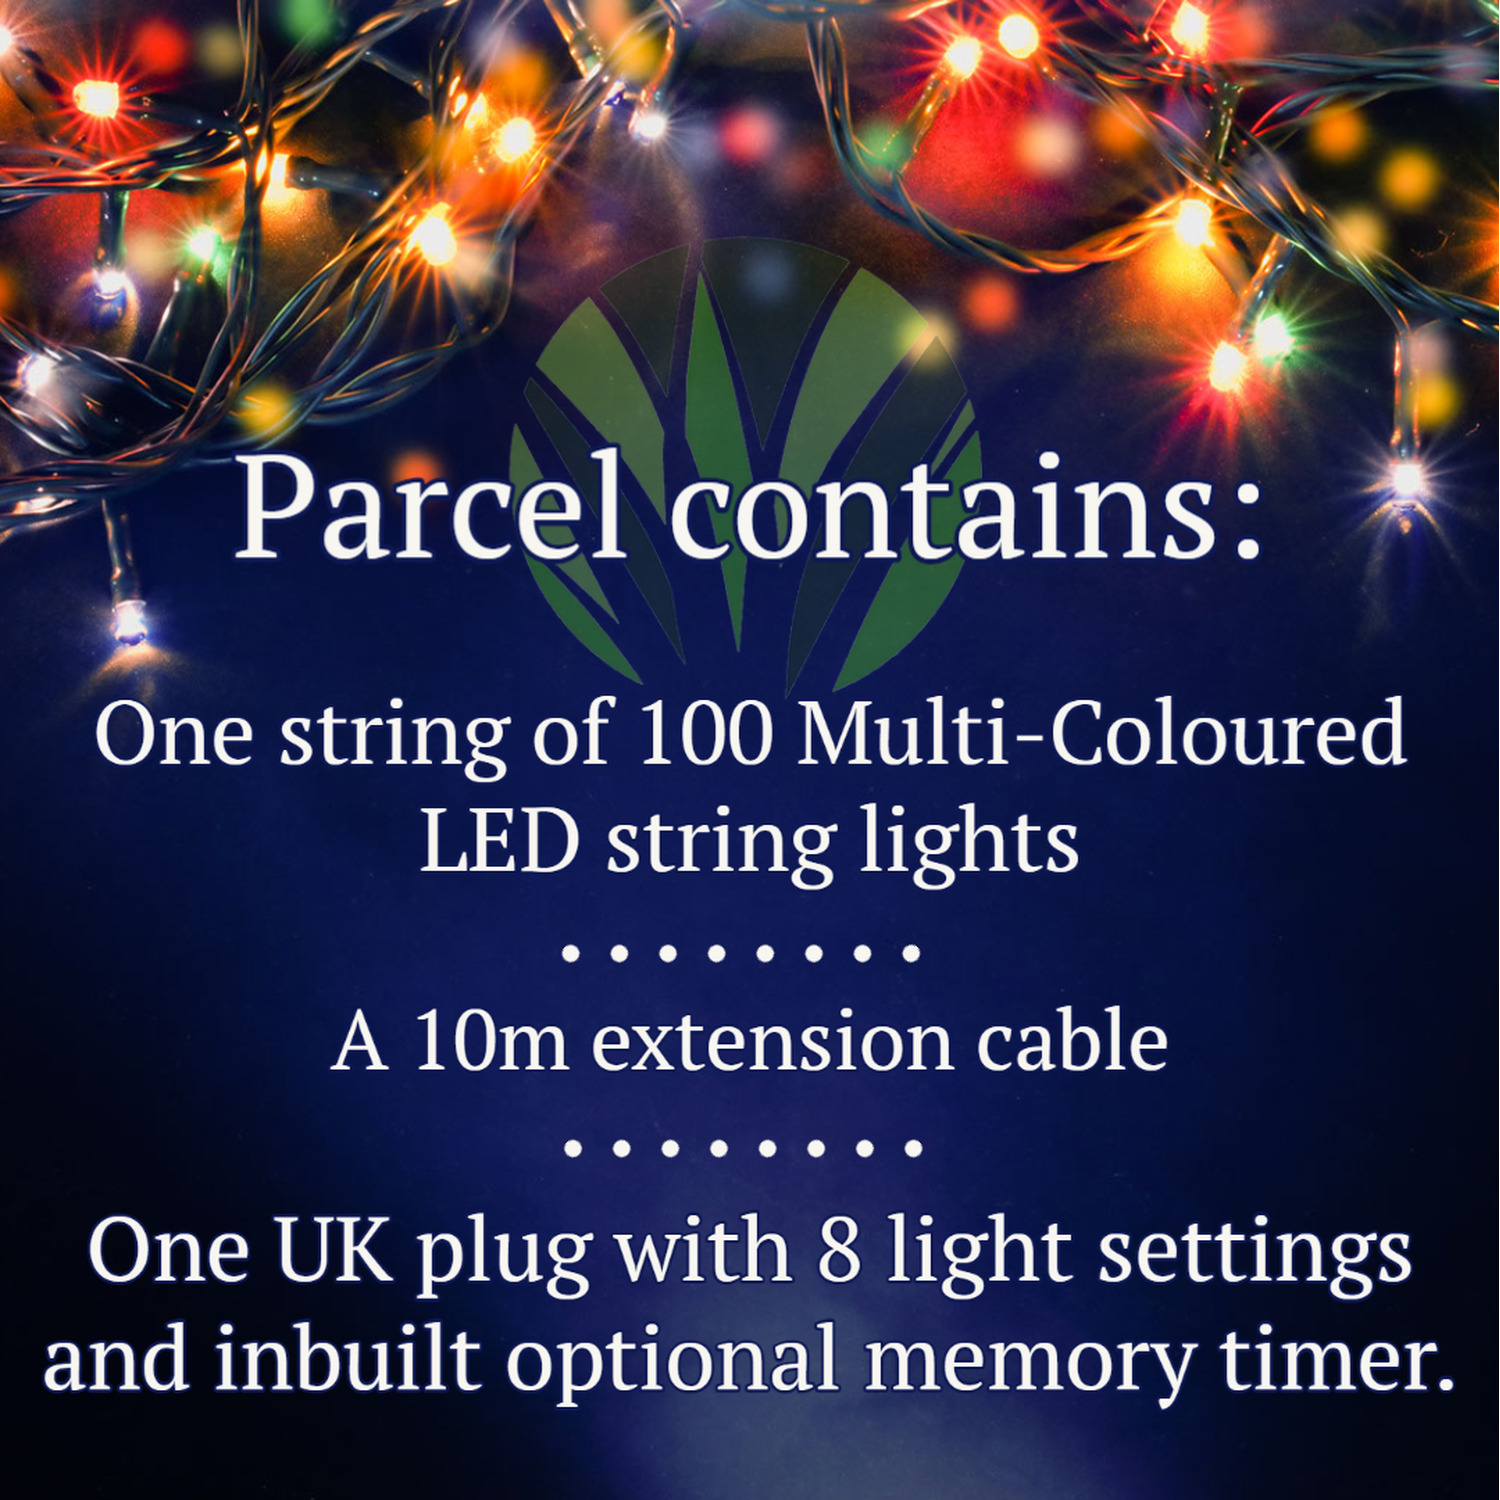 Parcel contains:
One string of 100 Multi-Coloured
LED string lights
A 10m extension cable
One UK plug with 8 light settings
and inbuilt optional memory timer.